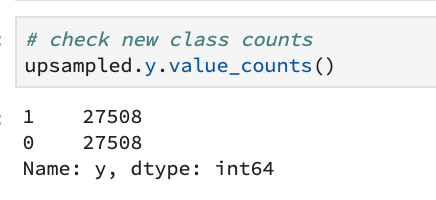 # check new class counts
upsampled.y.value_counts()
1    27508
0    27508
Name: y, dtype: int64